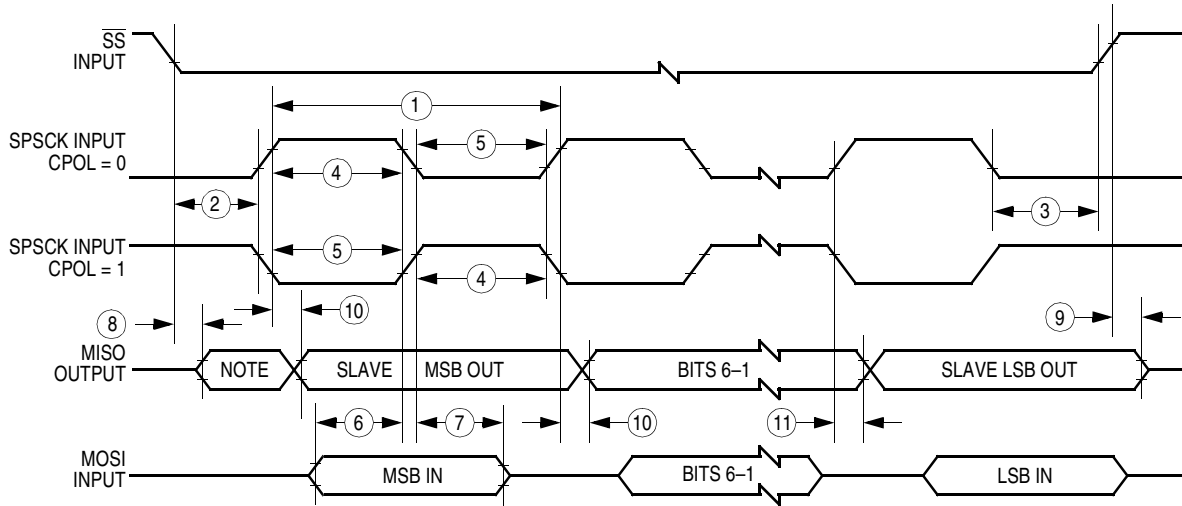 SS
INPUT
1
SPSCK INPUT
CPOL = 0
5
4
2
3
SPSCK INPUT
CPOL = 1
5
4
8
10
9
MISO
OUTPUT
NOTE
SLAVE
MSB OUT
BITS 6–1
SLAVE LSB OUT
6
7
10
11
MOSI
INPUT
MSB IN
BITS 6–1
LSB IN